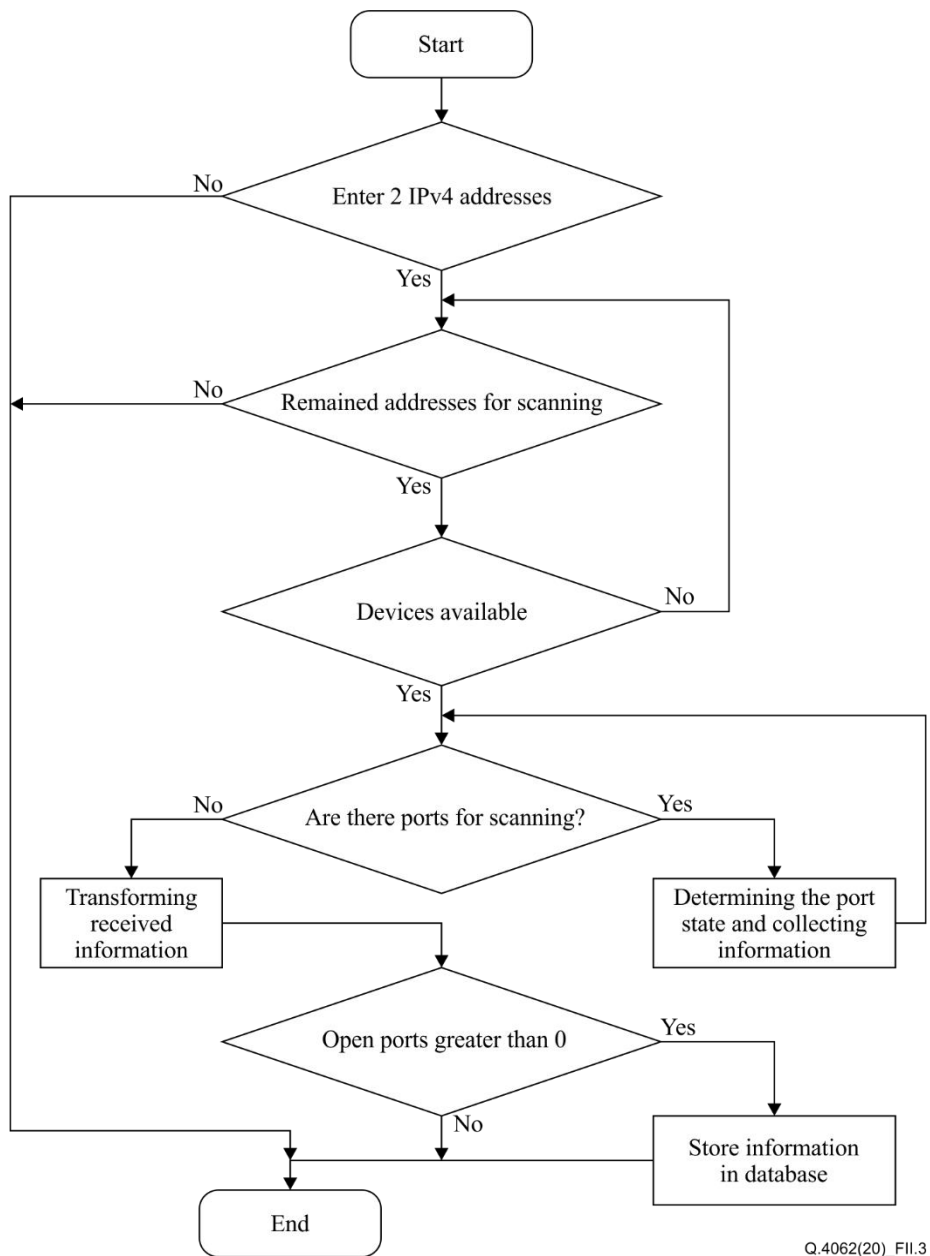 Start
No
Enter 2 IPv4 addresses
Yes
No
Remained addresses for scanning
Yes
Devices available
No
Yes
No
Are there ports for scanning?
Yes
Transforming
received
information
Determining the port
state and collecting
information
Open ports greater than 0
Yes
No
Store information
in database
End
Q.4062(20)_FII.3